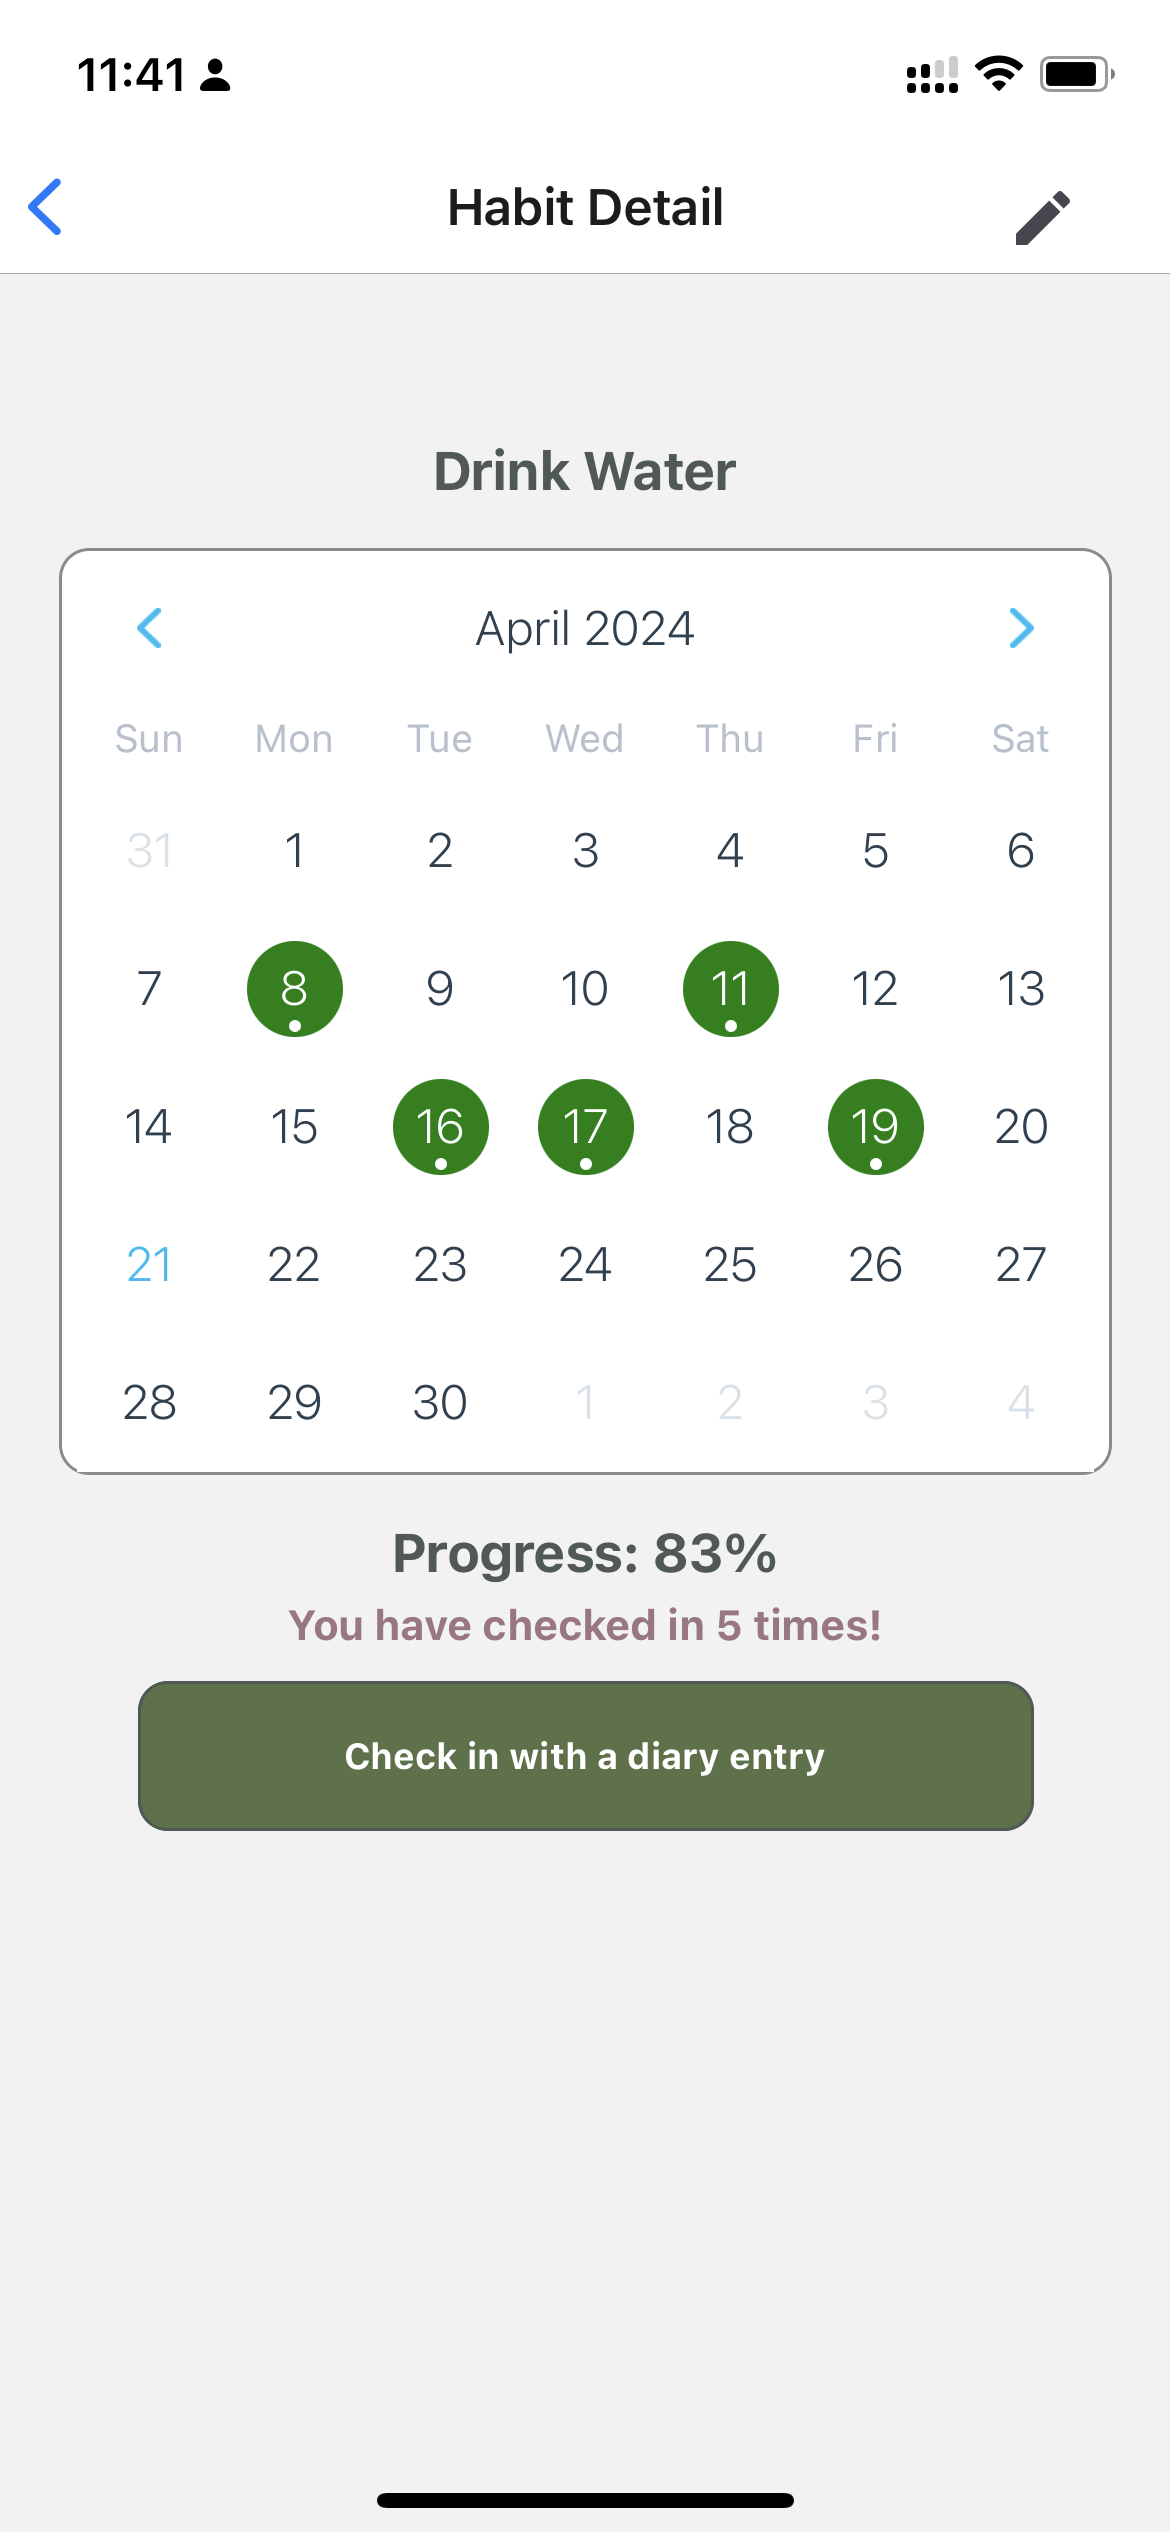 11:41
Habit Detail
Drink Water
April 2024
Sun Mon Tue Wed Thu Fri Sat
31 1 2 3 4 5 6
7 8 9 10 11 12 13
14 15 16 17 18 19 20
21 22 23 24 25 26 27
28 29 30 1 2 3 4
Progress: 83%
You have checked in 5 times!
Check in with a diary entry